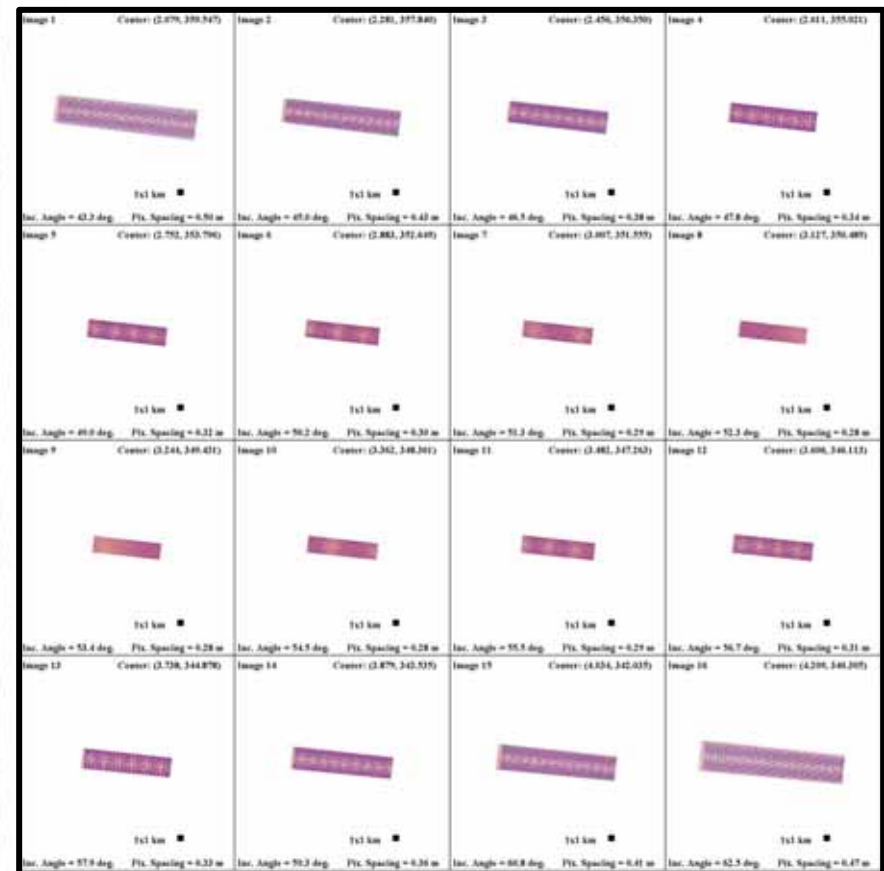 Image 1 Center: (2.079, 359.547)
1x1 km
Inc. Angle = 43.3 deg. Pix. Spacing = 0.50 m
Image 2 Center: (2.281, 357.840)
1x1 km
Inc. Angle = 45.0 deg. Pix. Spacing = 0.43 m
Image 3 Center: (2.456, 356.350)
1x1 km
Inc. Angle = 46.5 deg. Pix. Spacing = 0.38 m
Image 4 Center: (2.611, 355.021)
1x1 km
Inc. Angle = 47.8 deg. Pix. Spacing = 0.34 m
Image 5 Center: (2.752, 353.796)
1x1 km
Inc. Angle = 49.0 deg. Pix. Spacing = 0.32 m
Image 6 Center: (2.883,
1x1 km
Inc. Angle = 50.2 deg. Pix. Spacing = 0.30 m
Image 7 Center: (3.007, 351.555)
1x1 km
Inc. Angle = 51.3 deg. Pix. Spacing = 0.29 m
Image 8 Center: (3.127, 350.485)
1x1 km
Inc. Angle = 52.3 deg. Pix. Spacing = 0.28 m
Image 9 Center: (3.244, 349.431)
1x1 km
Inc. Angle = 53.4 deg. Pix. Spacing = 0.28 m
Image 10 Center: (3.362,
1x1 km
Inc. Angle = 54.5 deg. Pix. Spacing = 0.28 m
Image 11 Center: (3.482, 347.263)
1x1 km
Inc. Angle = 55.5 deg. Pix. Spacing = 0.29 m
Image 12 Center: 346.113)
1x1 km
Inc. Angle = 56.7 deg. Pix. Spacing = 0.31 m
Image 13 Center: 344.878)
1x1 km
Inc. Angle = 57.9 deg. Pix. Spacing = 0.33 m
Image 14 Center: (3.879, 343.535)
1x1 km
Inc. Angle = 59.3 deg. Pix. Spacing = 0.36 m
Image 15 Center: (4.034, 342.035)
1x1 km
Inc. Angle = 60.8 deg. Pix. Spacing = 0.41 m
Image 16 Center: 340.305)
1x1 km
Inc. Angle = 62.5 deg. Pix. Spacing = 0.47 m